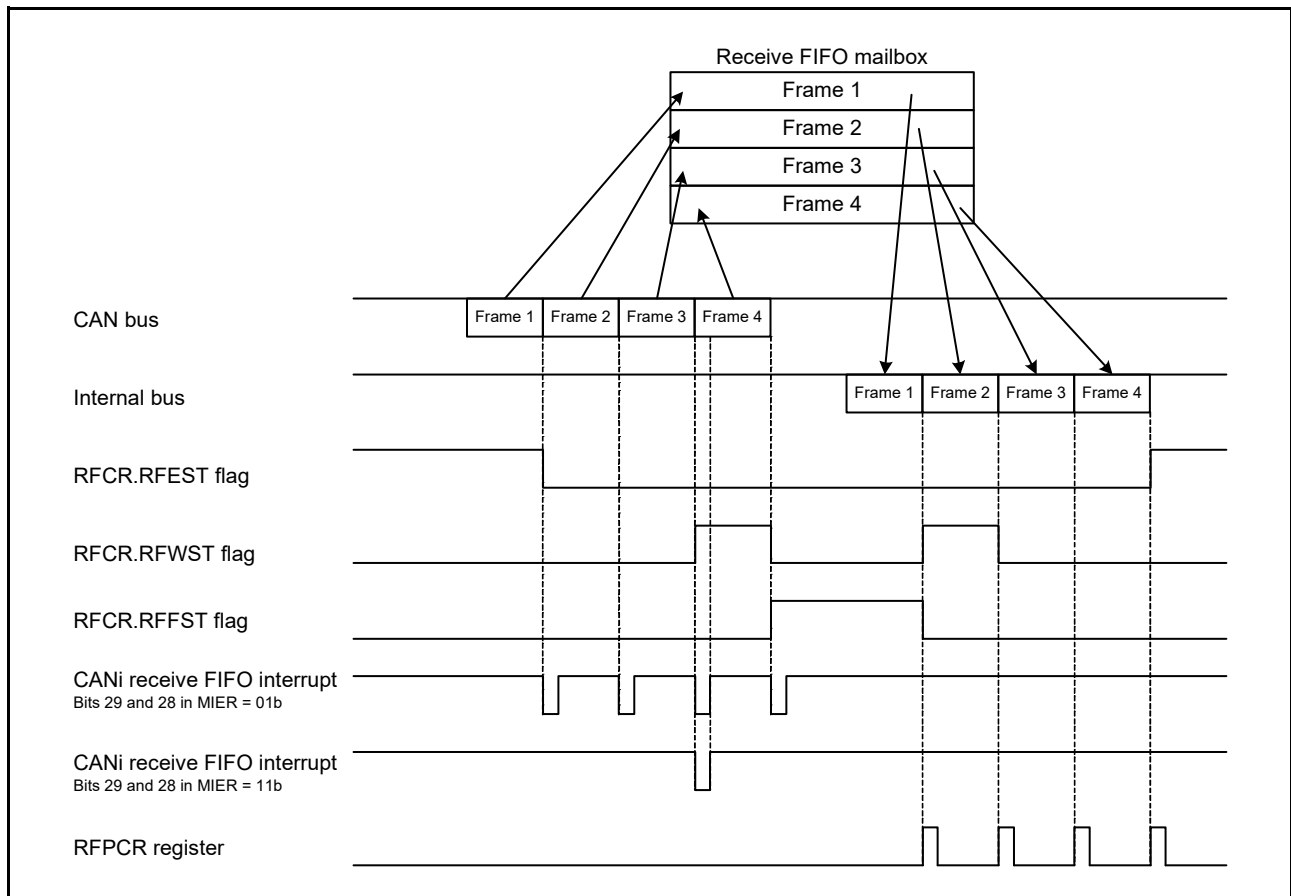 Receive FIFO mailbox
Frame 1
Frame 2
Frame 3
Frame 4
CAN bus
Frame 1 Frame 2 Frame 3 Frame 4
Internal bus
Frame 1 Frame 2 Frame 3 Frame 4
RFCR.RFEST flag
RFCR.RFWST flag
RFCR.RFFST flag
CANi receive FIFO interrupt
Bits 29 and 28 in MIER = 01b
CANi receive FIFO interrupt
Bits 29 and 28 in MIER = 11b
RFPCR register